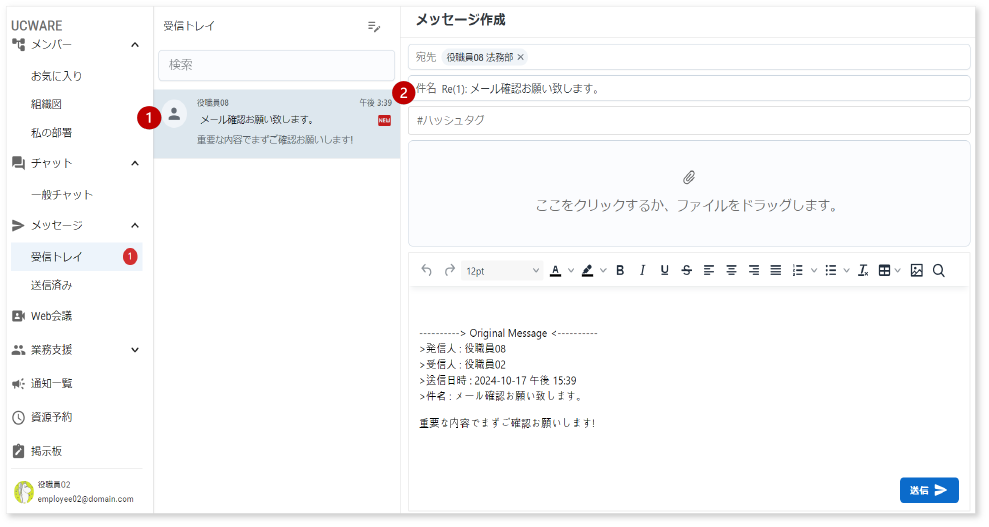 UCWARE
メンバー
お気に入り
組織図
私の部署
チャット
一般チャット
メッセージ
受信トレイ 1
送信済み
Web会議
業務支援
通知一覧
資源予約
掲示板
役職員02
employee02@domain.com
受信トレイ
検索
1
役職員08 午後 3:39
メール確認お願い致します。 NEW
重要な内容でまずご確認お願いします!
メッセージ作成
宛先 役職員08 法務部 ×
2
件名 Re(1): メール確認お願い致します。
#ハッシュタグ
ここをクリックするか、ファイルをドラッグします。
12pt A B I U S
----------> Original Message <----------
>発信人 : 役職員08
>受信人 : 役職員02
>送信日時 : 2024-10-17 午後 15:39
>件名 : メール確認お願い致します。
重要な内容でまずご確認お願いします!
送信